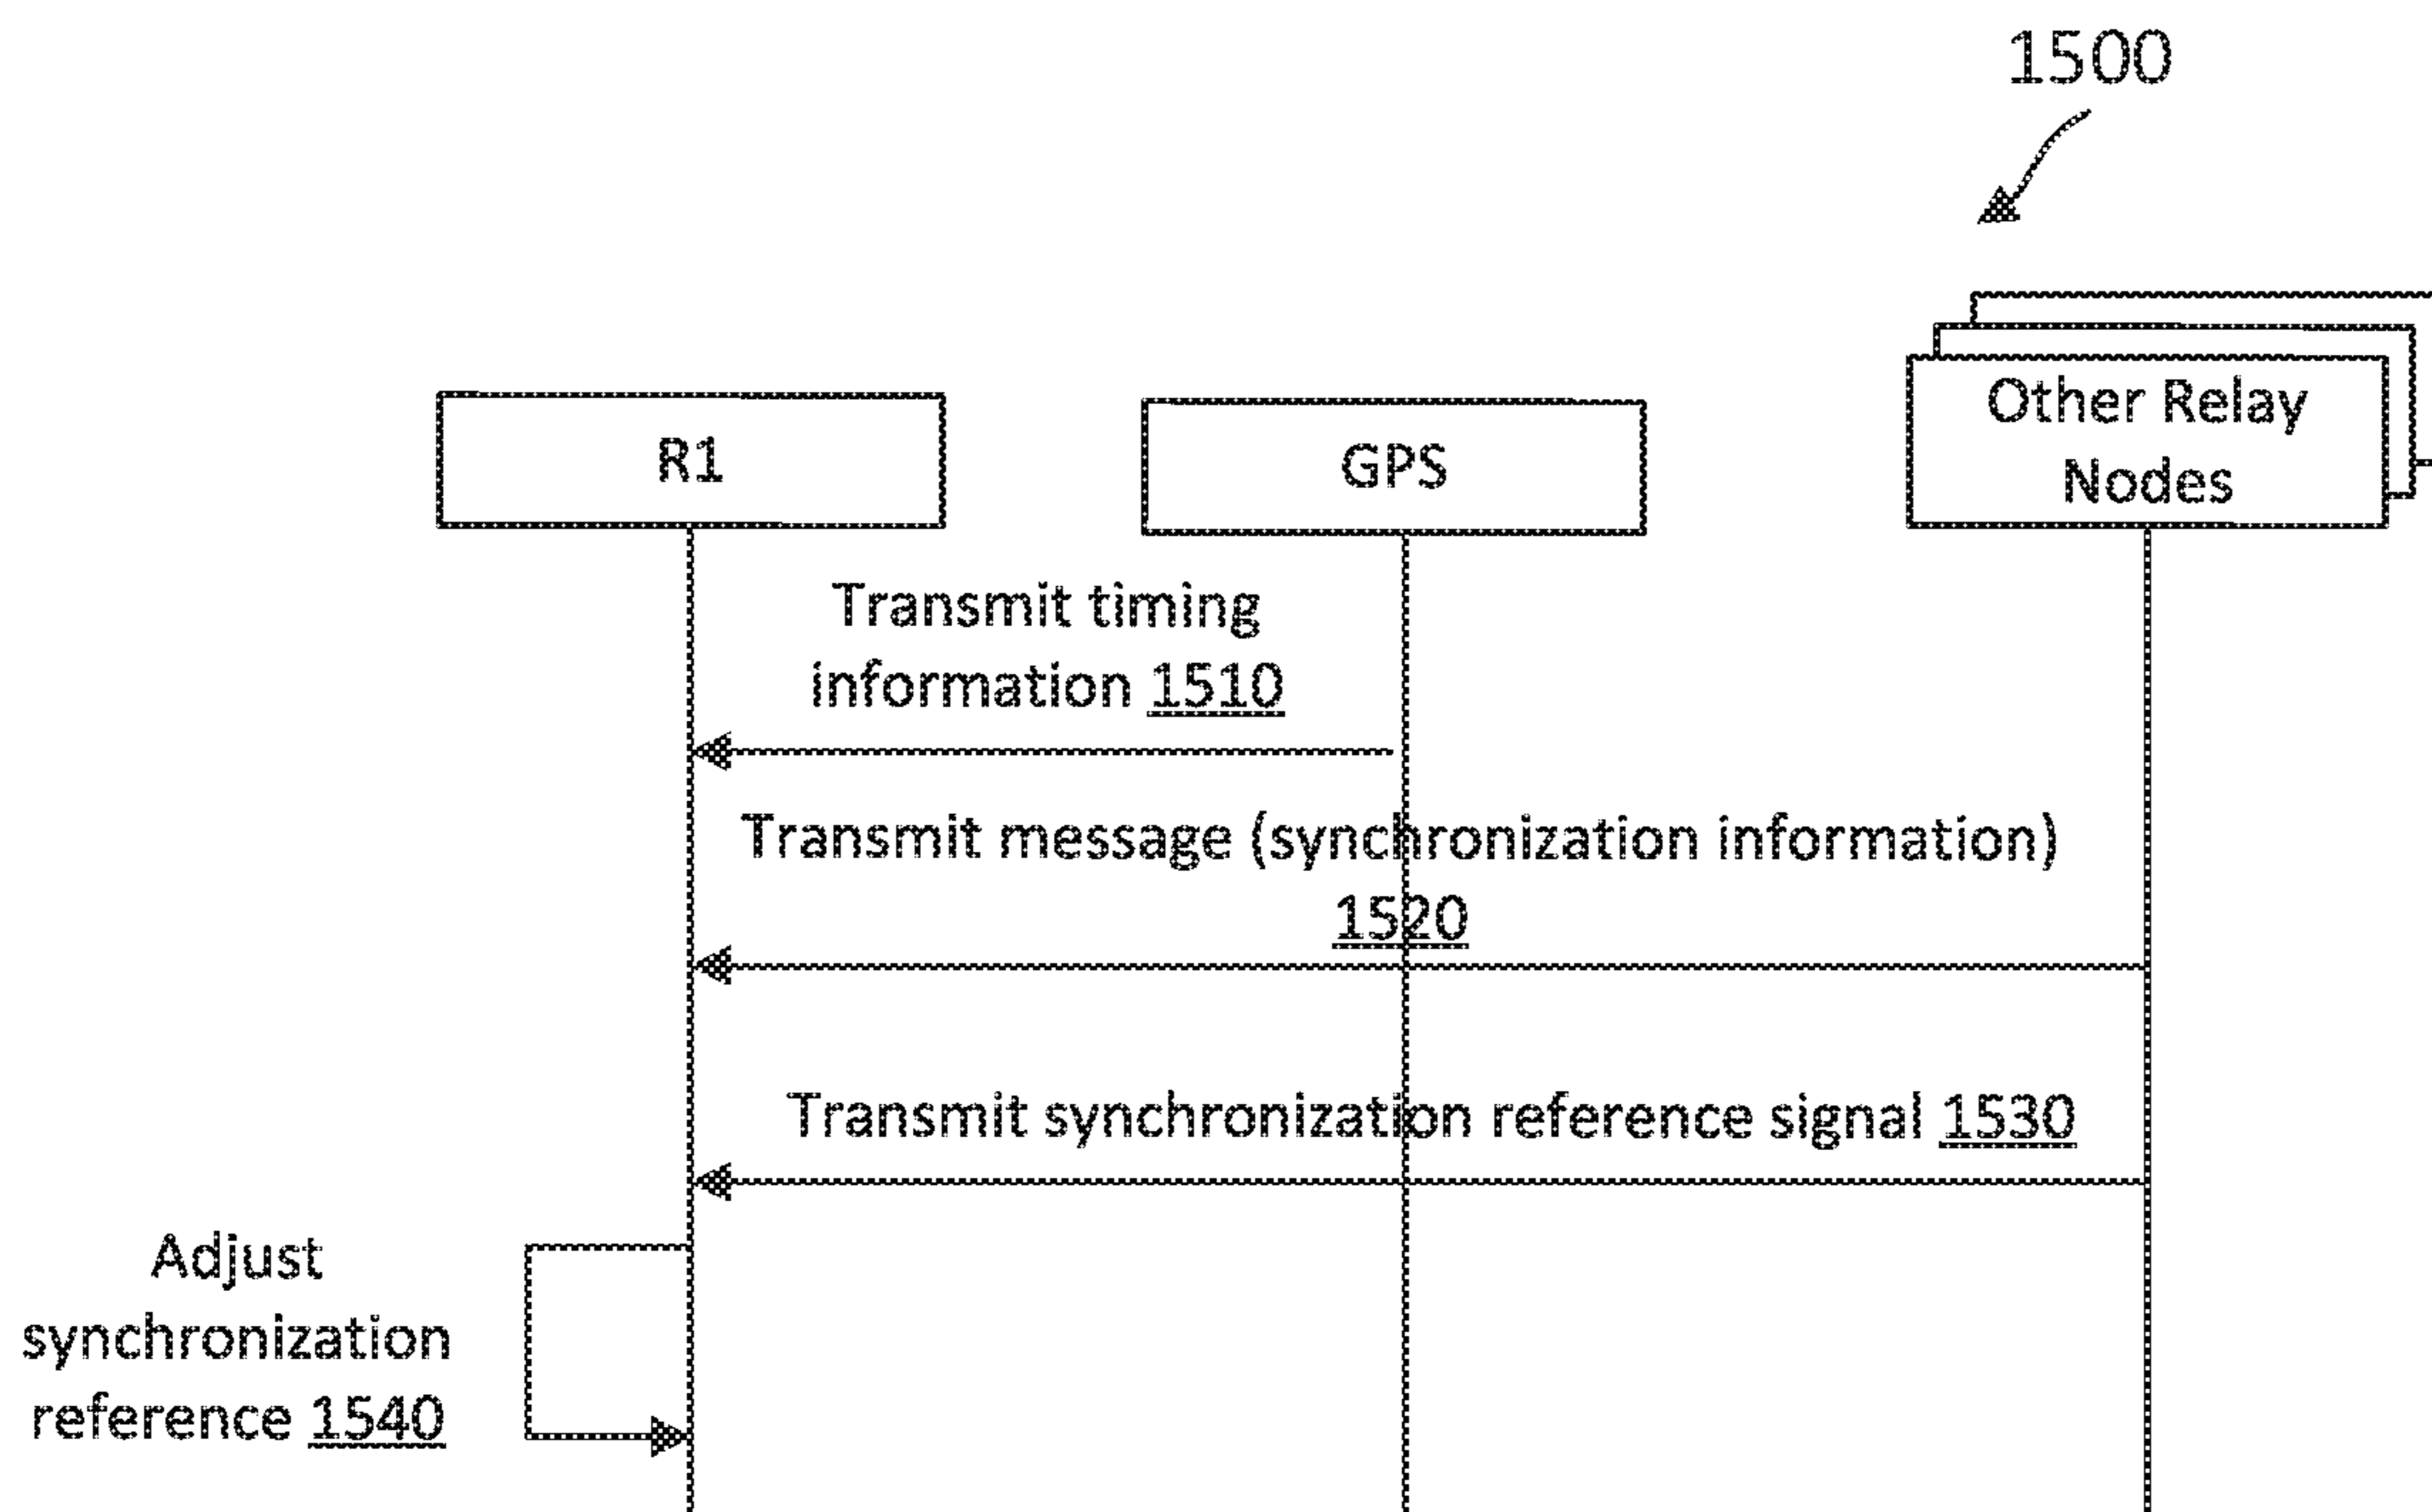 1500
R1
GPS
Other Relay
Nodes
Transmit timing
information 1510
Transmit message (synchronization information)
1520
Transmit synchronization reference signal 1530
Adjust
synchronization
reference 1540